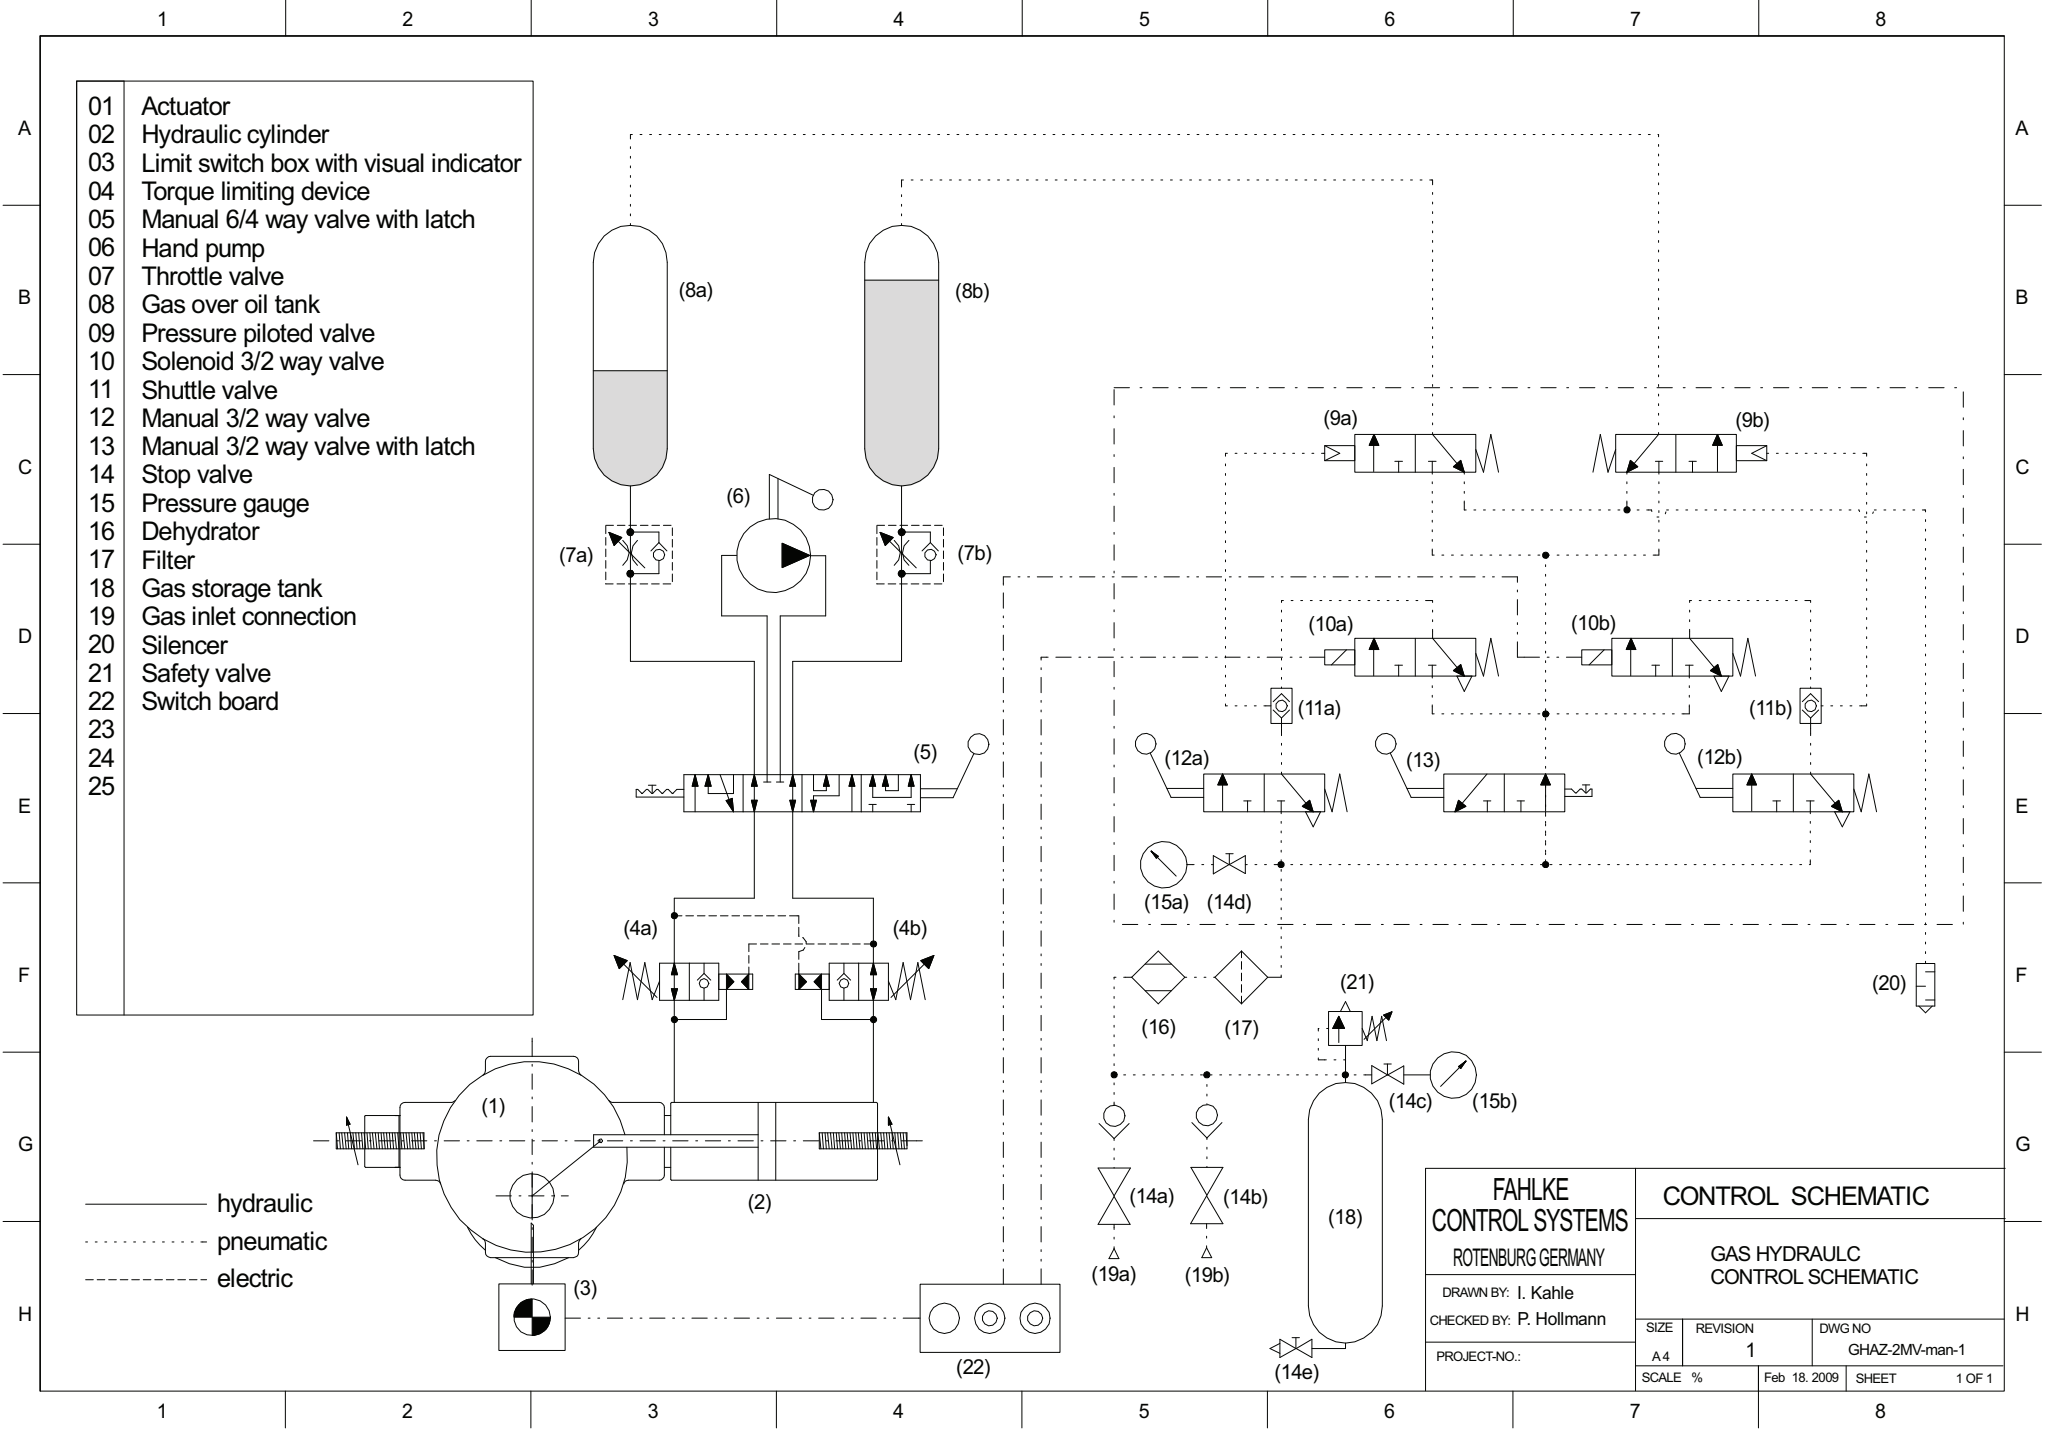 1 2 3 4 5 6 7 8
A A
B B
C C
D D
E E
F F
G G
H H
01 Actuator
02 Hydraulic cylinder
03 Limit switch box with visual indicator
04 Torque limiting device
05 Manual 6/4 way valve with latch
06 Hand pump
07 Throttle valve
08 Gas over oil tank
09 Pressure piloted valve
10 Solenoid 3/2 way valve
11 Shuttle valve
12 Manual 3/2 way valve
13 Manual 3/2 way valve with latch
14 Stop valve
15 Pressure gauge
16 Dehydrator
17 Filter
18 Gas storage tank
19 Gas inlet connection
20 Silencer
21 Safety valve
22 Switch board
23
24
25
(8a) (8b)
(9a) (9b)
(6)
(7a) (7b)
(10a) (10b)
(11a) (11b)
(5) (12a) (13) (12b)
(15a) (14d)
(4a) (4b)
(16) (17) (21) (20)
(1) (14c) (15b)
(2) (14a) (14b) (18)
(19a) (19b)
(3)
(22) (14e)
hydraulic
pneumatic
electric
FAHLKE
CONTROL SYSTEMS
ROTENBURG GERMANY
DRAWN BY: I. Kahle
CHECKED BY: P. Hollmann
PROJECT-NO.:
CONTROL SCHEMATIC
GAS HYDRAULC
CONTROL SCHEMATIC
SIZE REVISION DWG NO
A4 1 GHAZ-2MV-man-1
SCALE % Feb 18. 2009 SHEET 1 OF 1
1 2 3 4 5 6 7 8